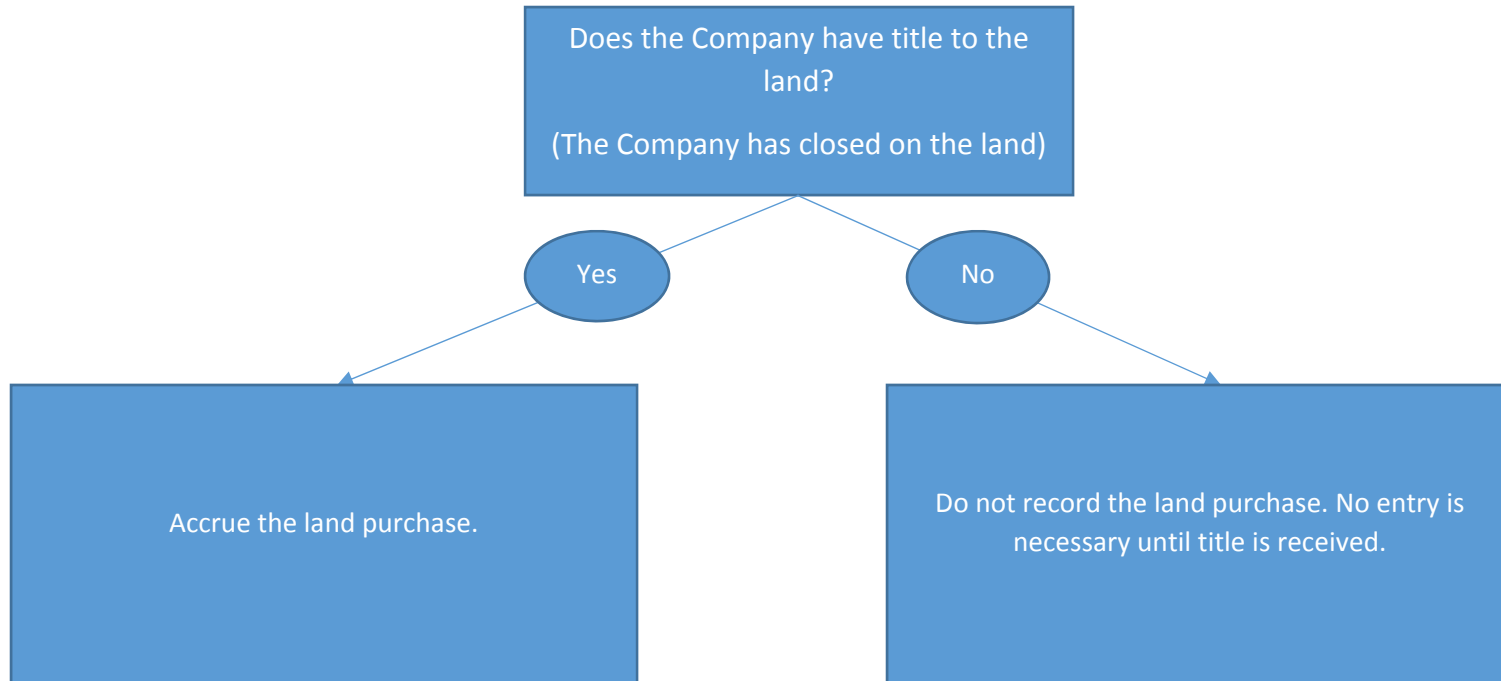 Does the Company have title to the
land?
(The Company has closed on the land)
Yes
No
Accrue the land purchase.
Do not record the land purchase. No entry is
necessary until title is received.